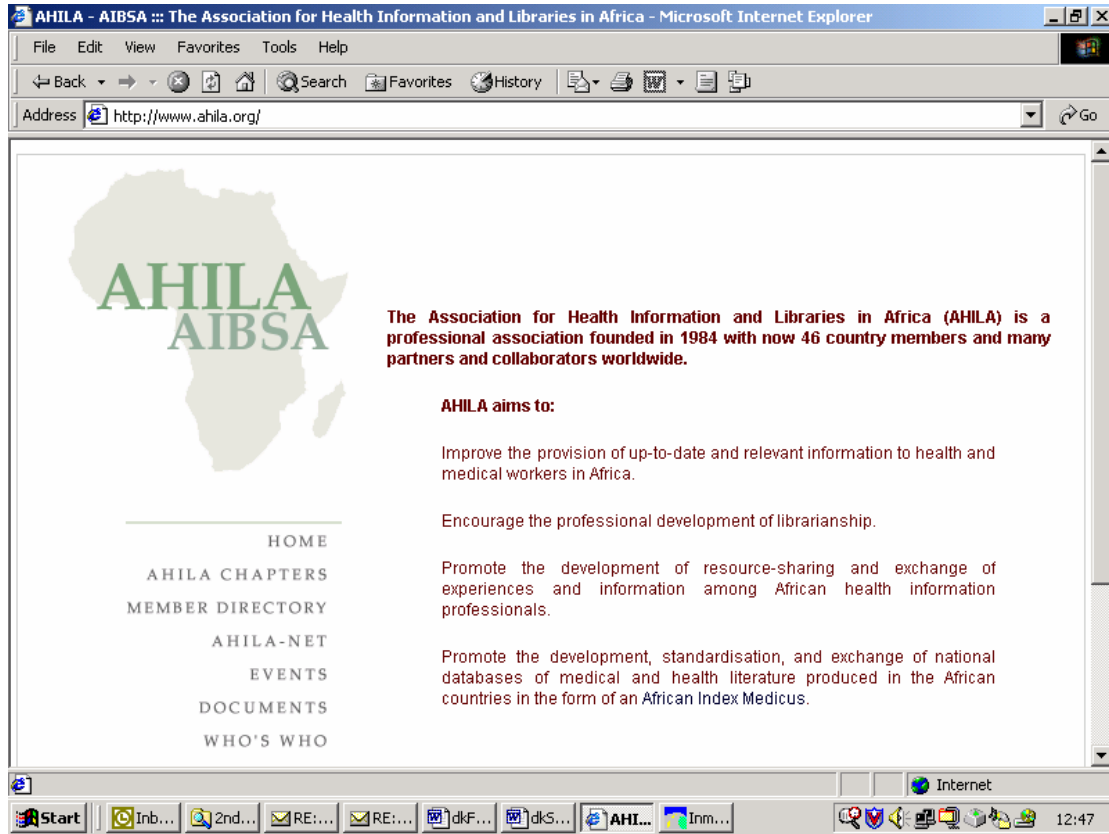 AHILA - AIBSA ::: The Association for Health Information and Libraries in Africa - Microsoft Internet Explorer
File Edit View Favorites Tools Help
Back Search Favorites History
Address http://www.ahila.org/ Go
AHILA
AIBSA
The Association for Health Information and Libraries in Africa (AHILA) is a
professional association founded in 1984 with now 46 country members and many
partners and collaborators worldwide.
AHILA aims to:
Improve the provision of up-to-date and relevant information to health and
medical workers in Africa.
Encourage the professional development of librarianship.
Promote the development of resource-sharing and exchange of
experiences and information among African health information
professionals.
Promote the development, standardisation, and exchange of national
databases of medical and health literature produced in the African
countries in the form of an African Index Medicus.
HOME
AHILA CHAPTERS
MEMBER DIRECTORY
AHILA-NET
EVENTS
DOCUMENTS
WHO'S WHO
Internet
Start Inb... 2nd... RE:... RE:... dkF... dkS... AHI... Inm... 12:47